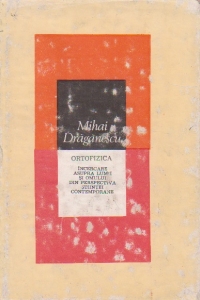 Mihai
Drăgănescu
ORTOFIZICA
ÎNCERCARE
ASUPRA LUMII
ȘI OMULUI
DIN PERSPECTIVA
ȘTIINȚEI
CONTEMPORANE